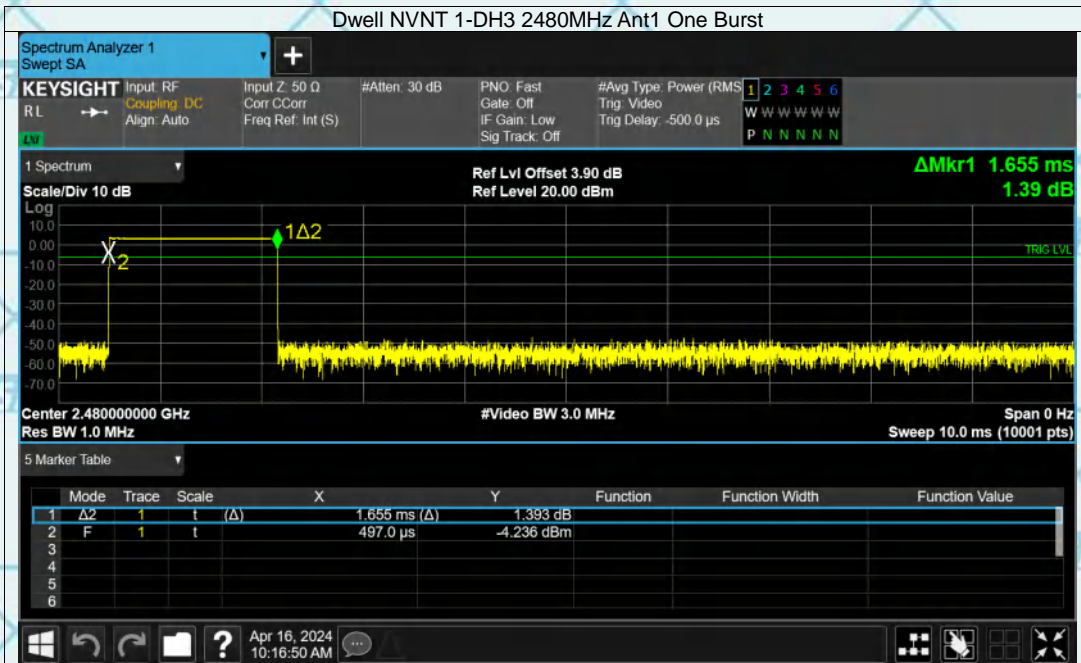 Dwell NVNT 1-DH3 2480MHz Ant1 One Burst
Spectrum Analyzer 1
Swept SA
+
KEYSIGHT Input: RF Input Z: 50 Ω #Atten: 30 dB PNO: Fast #Avg Type: Power (RMS 1 2 3 4 5 6
RL Coupling: DC Corr CCorr Gate: Off Trig: Video W W W W W W
Align: Auto Freq Ref: Int (S) IF Gain: Low Trig Delay: -500.0 µs
LXI Sig Track: Off P N N N N N
1 Spectrum Ref Lvl Offset 3.90 dB ΔMkr1 1.655 ms
Scale/Div 10 dB Ref Level 20.00 dBm 1.39 dB
Log
10.0
1Δ2
0.00
X2
TRIG LVL
-10.0
-20.0
-30.0
-40.0
-50.0
-60.0
-70.0
Center 2.480000000 GHz #Video BW 3.0 MHz Span 0 Hz
Res BW 1.0 MHz Sweep 10.0 ms (10001 pts)
5 Marker Table
Mode Trace Scale X Y Function Function Width Function Value
1 Δ2 1 t (Δ) 1.655 ms (Δ) 1.393 dB
2 F 1 t 497.0 µs -4.236 dBm
3
4
5
6
? Apr 16, 2024
10:16:50 AM